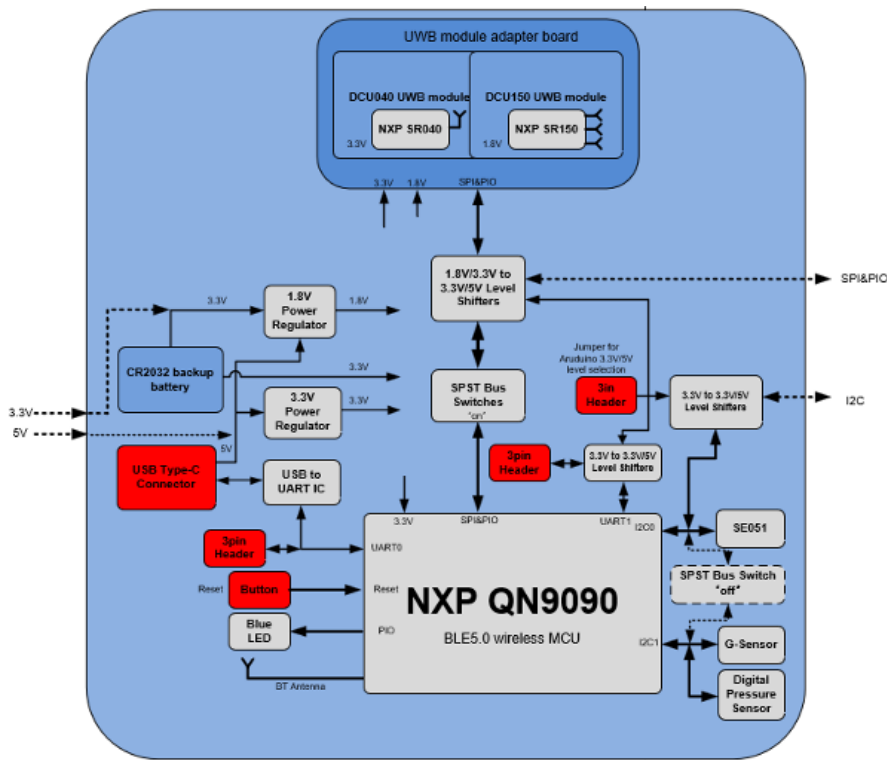 UWB module adapter board
DCU040 UWB module
DCU150 UWB module
NXP SR040
NXP SR150
3.3V
1.8V
3.3V
1.8V
SPI&PIO
1.8V/3.3V to
3.3V/5V Level
Shifters
SPI&PIO
3.3V
1.8V
Power
Regulator
1.8V
CR2032 backup
battery
3.3V
3.3V
Power
Regulator
3.3V
SPST Bus
Switches
"on"
Jumper for
Aruduino 3.3V/5V
level selection
3in
Header
3.3V to 3.3V/5V
Level Shifters
I2C
3.3V
5V
5V
USB Type-C
Connector
USB to
UART IC
3pin
Header
3.3V to 3.3V/5V
Level Shifters
3.3V
SPI&PIO
UART1
I2C0
SE051
3pin
Header
UART0
SPST Bus Switch
"off"
Reset
Button
Reset
NXP QN9090
BLE5.0 wireless MCU
Blue
LED
PIO
I2C1
G-Sensor
BT Antenna
Digital
Pressure
Sensor